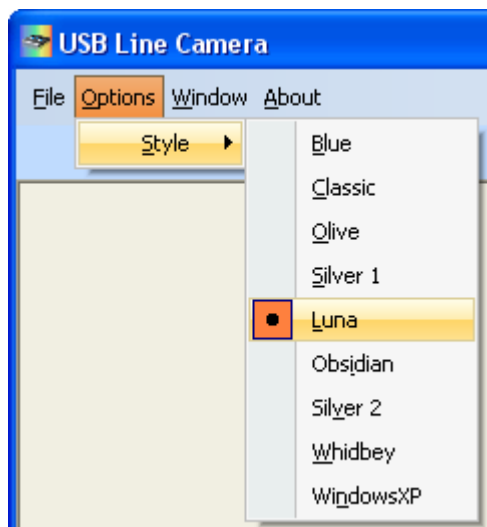 USB Line Camera
File Options Window About
Style
Blue
Classic
Olive
Silver 1
Luna
Obsidian
Silver 2
Whidbey
WindowsXP